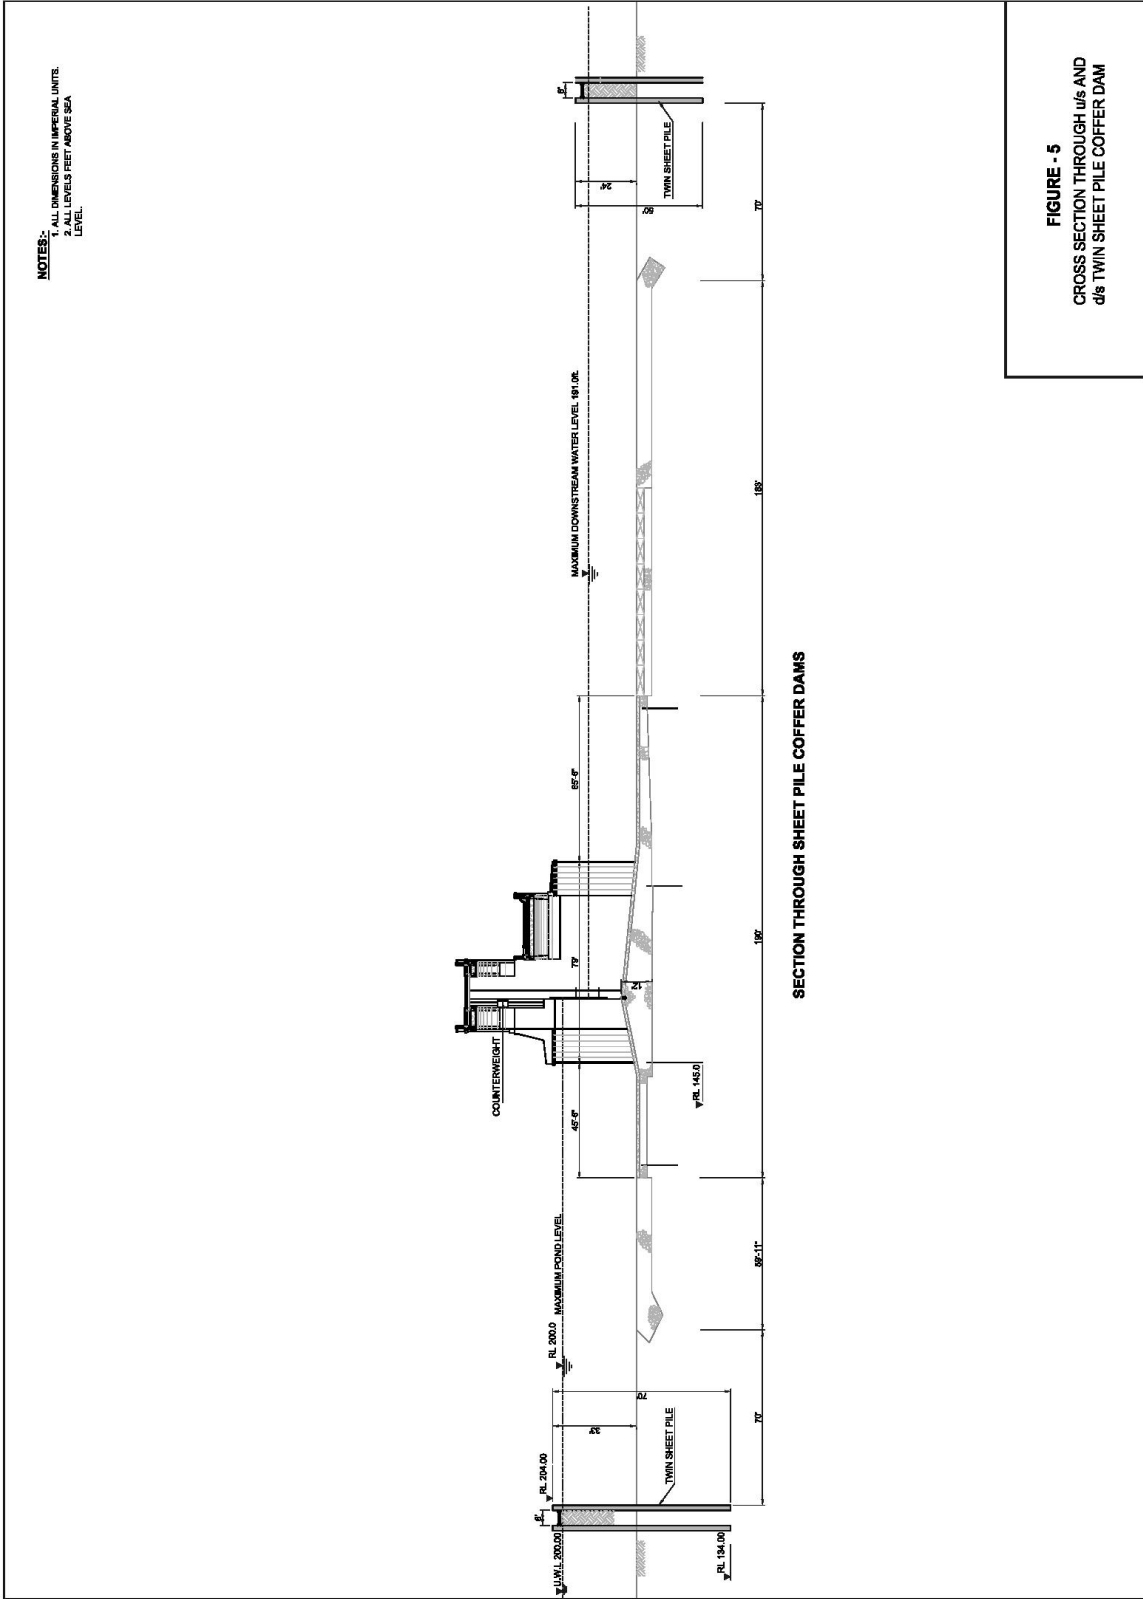 NOTES:-
1. ALL DIMENSIONS IN IMPERIAL UNITS.
2. ALL LEVELS FEET ABOVE SEA
LEVEL.
COUNTERWEIGHT
MAXIMUM DOWNSTREAM WATER LEVEL 191.0ft.
RL 200.0 MAXIMUM POND LEVEL
RL 204.00
U.W.L 200.00
6'
33'
70'
TWIN SHEET PILE
RL 134.00
45'-6"
79'
65'-6"
12'
RL 145.0
6'
24'
50'
TWIN SHEET PILE
70'
59'-11"
190'
70'
SECTION THROUGH SHEET PILE COFFER DAMS
FIGURE - 5
CROSS SECTION THROUGH u/s AND
d/s TWIN SHEET PILE COFFER DAM